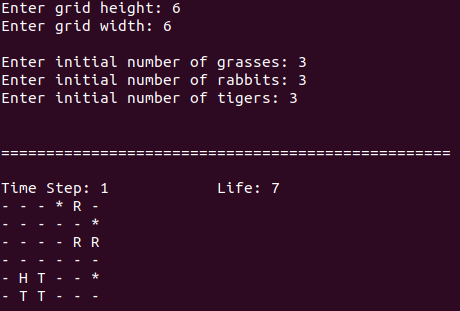 Enter grid height: 6
Enter grid width: 6
Enter initial number of grasses: 3
Enter initial number of rabbits: 3
Enter initial number of tigers: 3
==================================================
Time Step: 1 Life: 7
- - - * R -
- - - - - *
- - - - R R
- - - - - -
- H T - - *
- T T - - -